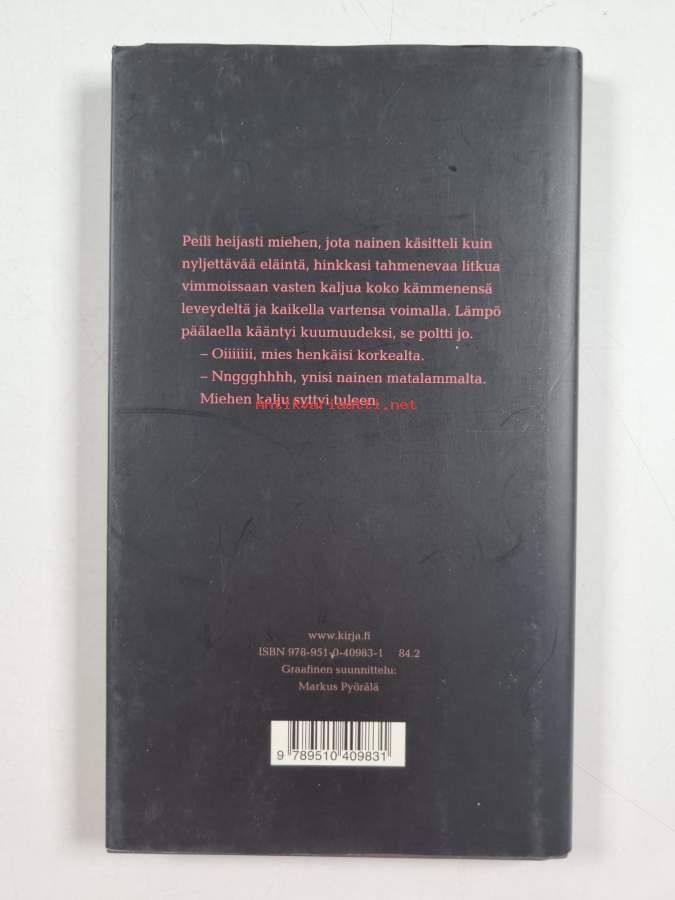 Peili heijasti miehen, jota nainen käsitteli kuin
nyljettävää eläintä, hinkkasi tahmenevaa litkua
vimmoissaan vasten kaljua koko kämmenensä
leveydeltä ja kaikella vartensa voimalla. Lämpö
päälaella kääntyi kuumuudeksi, se poltti jo.
– Oiiiiiii, mies henkäisi korkealta.
– Nnggghhhh, ynisi nainen matalammalta.
Miehen kalju syttyi tuleen.
Antikvariaatti.net
www.kirja.fi
ISBN 978-951-0-40983-1 84.2
Graafinen suunnittelu:
Markus Pyörälä
9 789510 409831